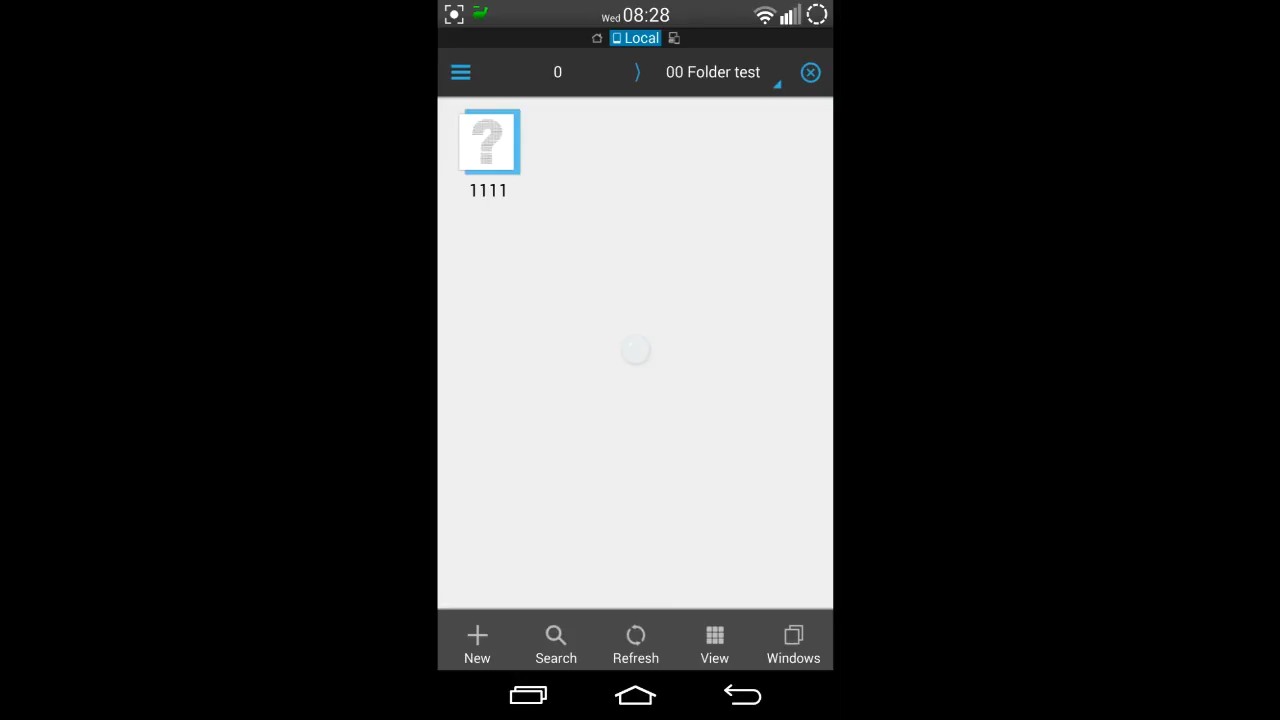 Wed 08:28
Local
0 〉 00 Folder test
?
1111
New Search Refresh View Windows